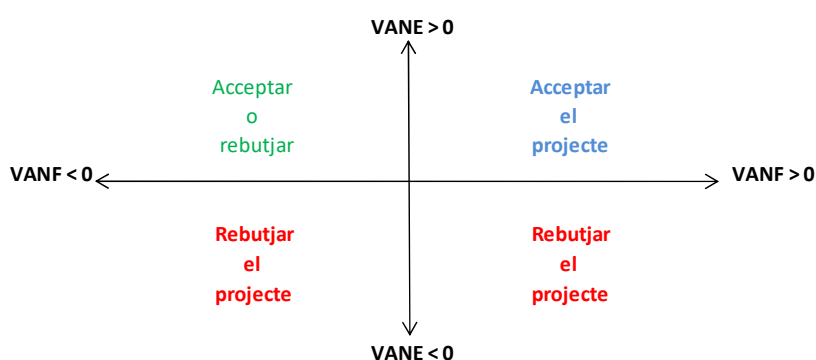 VANE > 0
Acceptar
o
rebutjar
Acceptar
el
projecte
VANF < 0
VANF > 0
Rebutjar
el
projecte
Rebutjar
el
projecte
VANE < 0